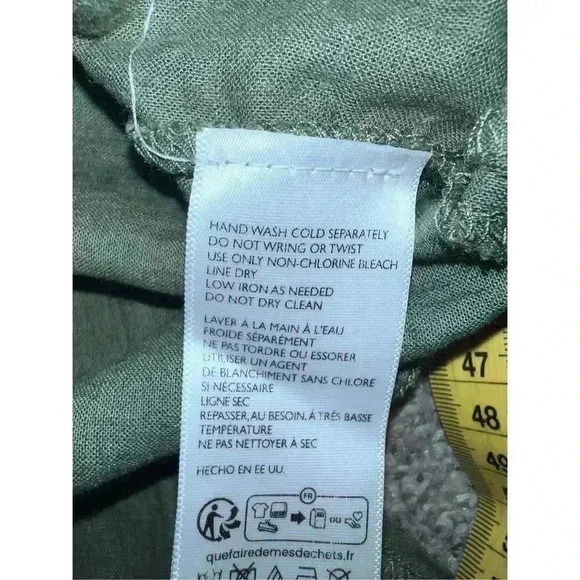 HAND WASH COLD SEPARATELY
DO NOT WRING OR TWIST
USE ONLY NON-CHLORINE BLEACH
LINE DRY
LOW IRON AS NEEDED
DO NOT DRY CLEAN
LAVER À LA MAIN À L'EAU
FROIDE SÉPARÉMENT
NE PAS TORDRE OU ESSORER
UTILISER UN AGENT
DE BLANCHIMENT SANS CHLORE
SI NÉCESSAIRE
LIGNE SEC
REPASSER, AU BESOIN, À TRÈS BASSE
TEMPÉRATURE
NE PAS NETTOYER À SEC
HECHO EN EE UU.
FR
OU
quefairedemesdechets.fr
47
48
49